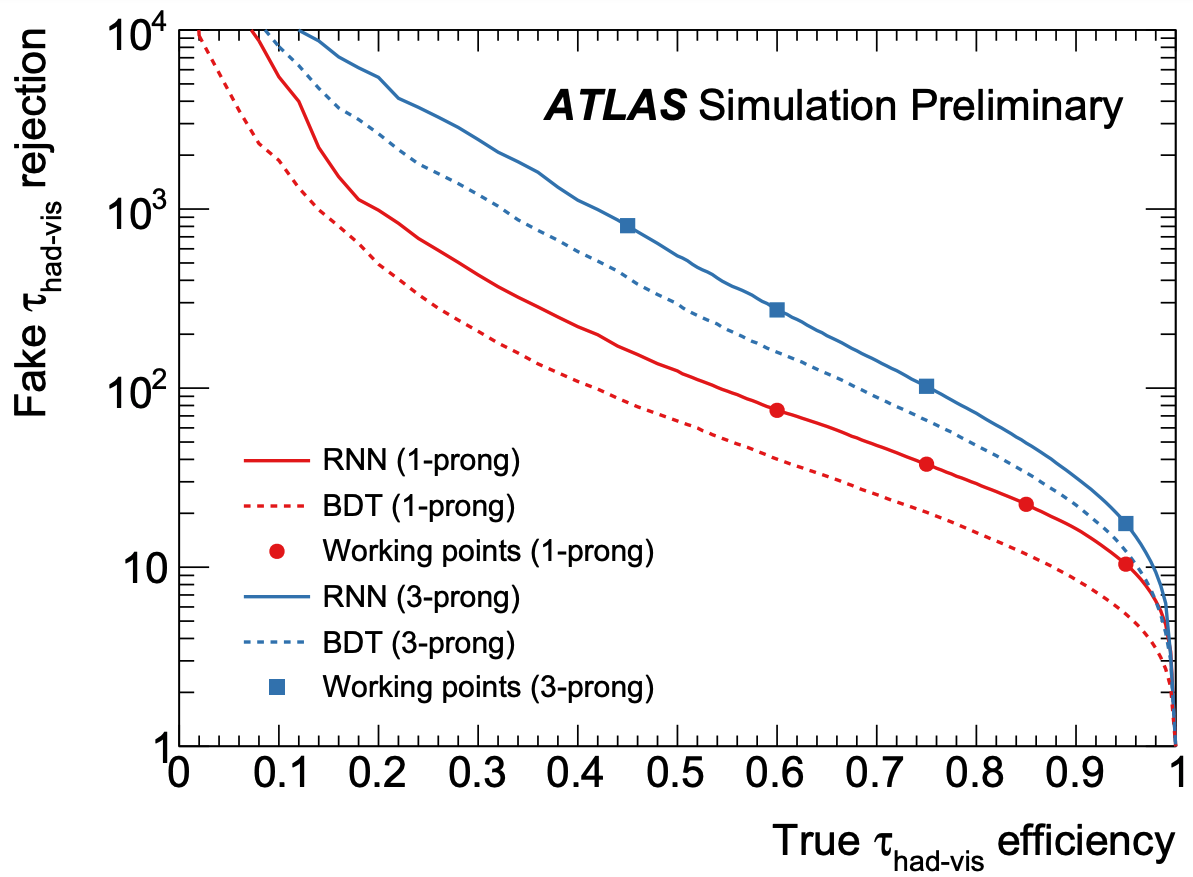 ATLAS Simulation Preliminary
Fake τhad-vis rejection
10⁴
10³
10²
10
1
RNN (1-prong)
BDT (1-prong)
Working points (1-prong)
RNN (3-prong)
BDT (3-prong)
Working points (3-prong)
0 0.1 0.2 0.3 0.4 0.5 0.6 0.7 0.8 0.9 1
True τhad-vis efficiency